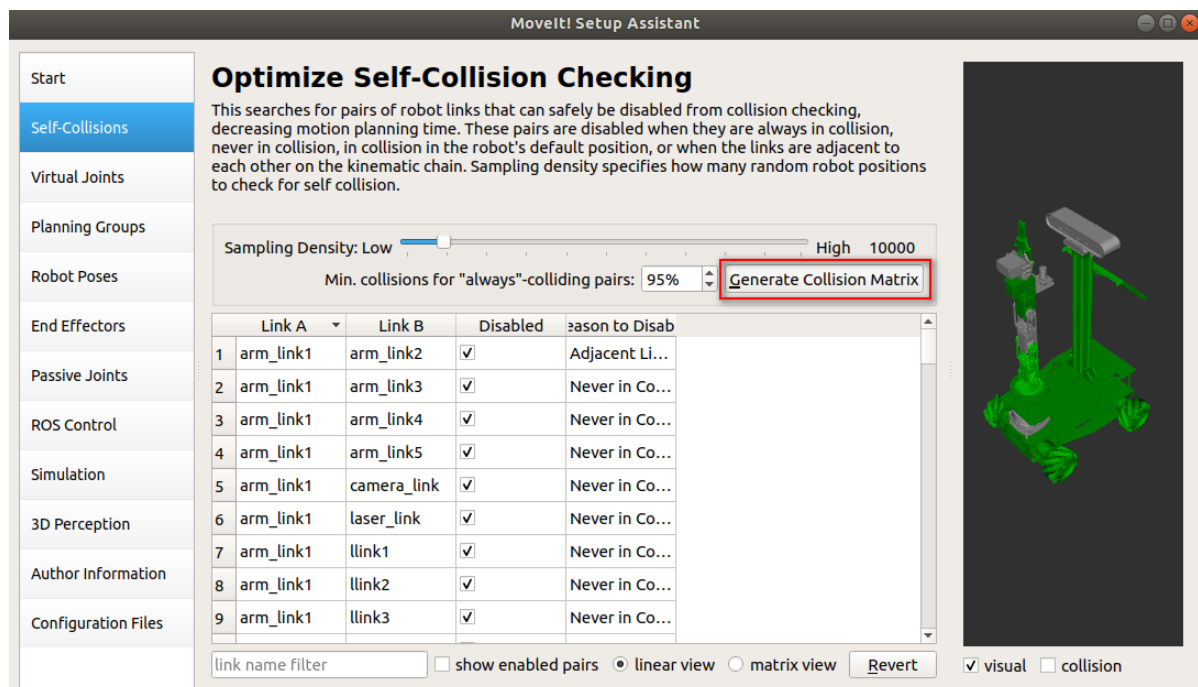 MoveIt! Setup Assistant
Start
Self-Collisions
Virtual Joints
Planning Groups
Robot Poses
End Effectors
Passive Joints
ROS Control
Simulation
3D Perception
Author Information
Configuration Files
Optimize Self-Collision Checking
This searches for pairs of robot links that can safely be disabled from collision checking,
decreasing motion planning time. These pairs are disabled when they are always in collision,
never in collision, in collision in the robot's default position, or when the links are adjacent to
each other on the kinematic chain. Sampling density specifies how many random robot positions
to check for self collision.
Sampling Density: Low High 10000
Min. collisions for "always"-colliding pairs: 95% Generate Collision Matrix
Link A Link B Disabled eason to Disab
1 arm_link1 arm_link2 Adjacent Li...
2 arm_link1 arm_link3 Never in Co...
3 arm_link1 arm_link4 Never in Co...
4 arm_link1 arm_link5 Never in Co...
5 arm_link1 camera_link Never in Co...
6 arm_link1 laser_link Never in Co...
7 arm_link1 llink1 Never in Co...
8 arm_link1 llink2 Never in Co...
9 arm_link1 llink3 Never in Co...
link name filter show enabled pairs linear view matrix view Revert
visual collision